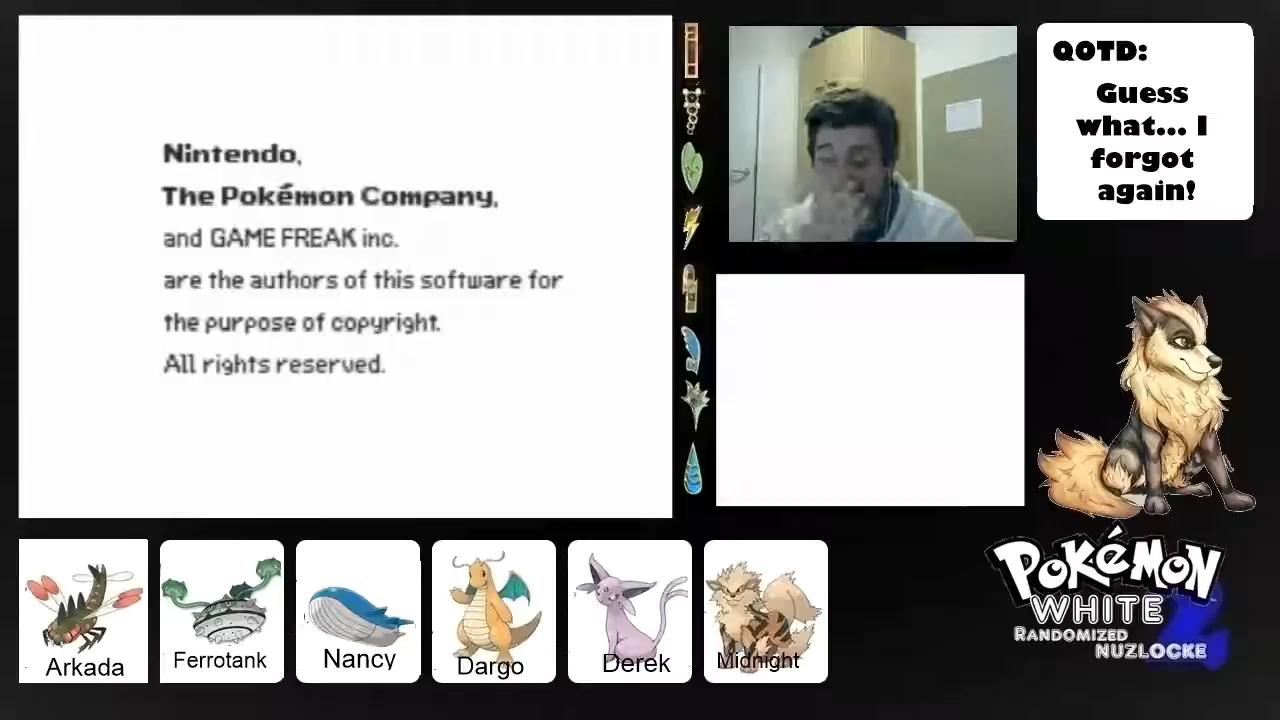 Nintendo,
The Pokémon Company,
and GAME FREAK inc.
are the authors of this software for
the purpose of copyright.
All rights reserved.
QOTD:
Guess
what... I
forgot
again!
Arkada
Ferrotank
Nancy
Dargo
Derek
Midnight
POKéMON
WHITE 2
RANDOMIZED
NUZLOCKE